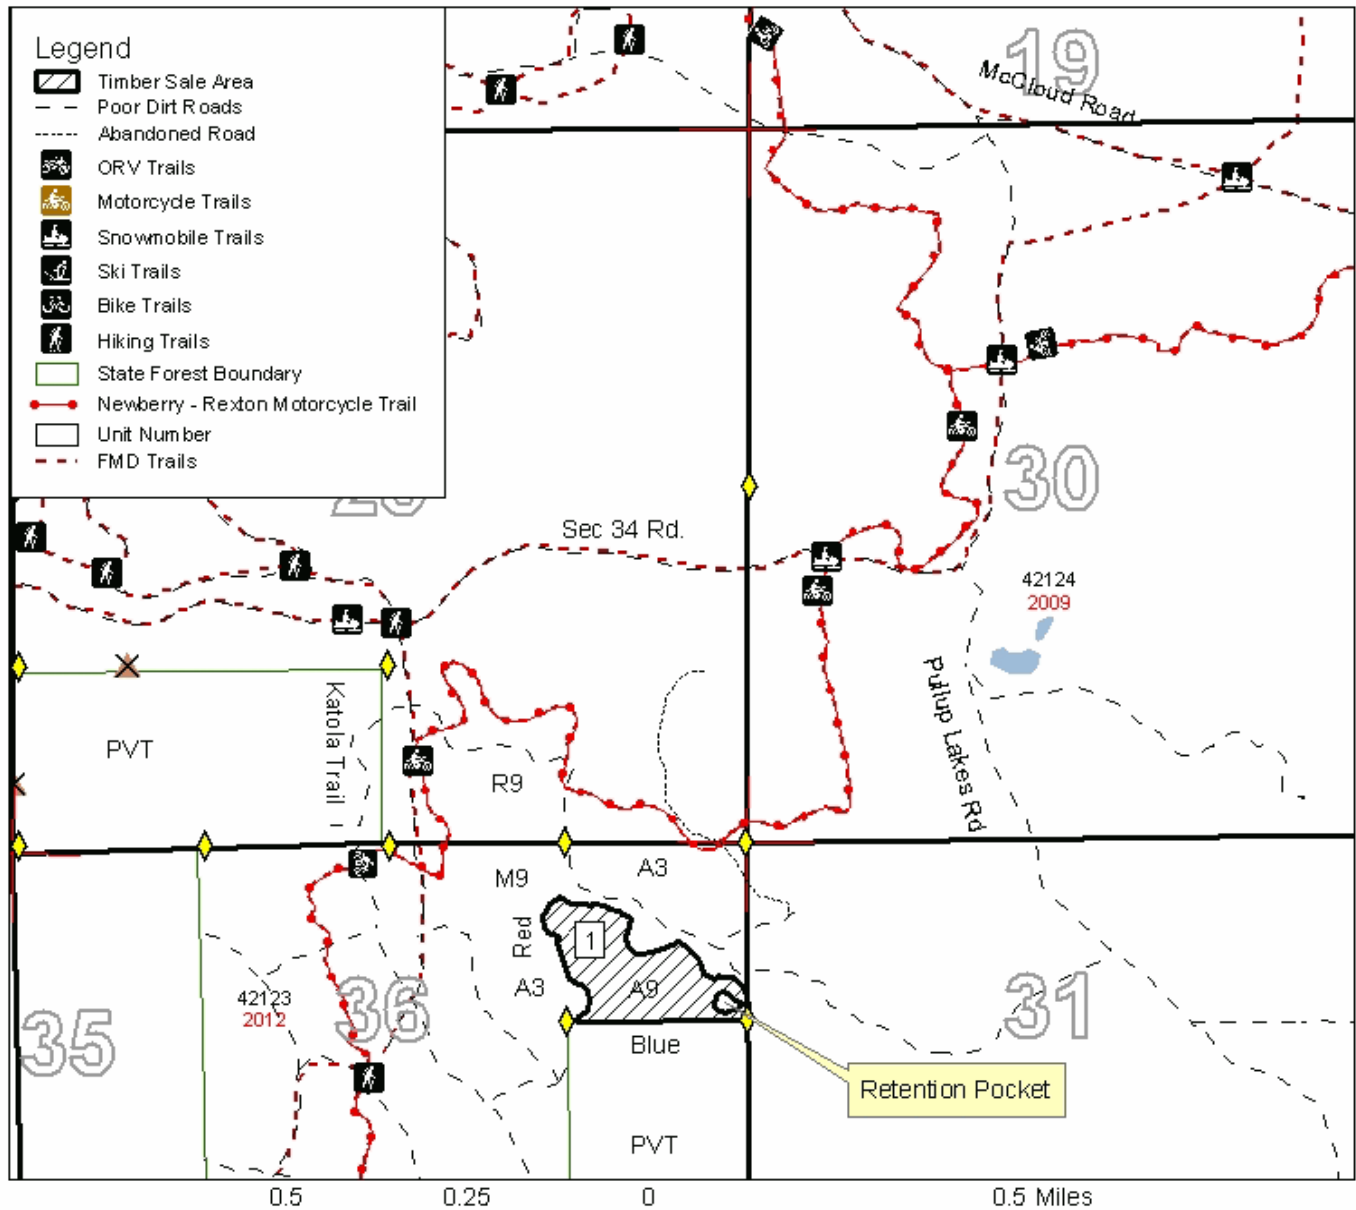 Legend
Timber Sale Area
Poor Dirt Roads
Abandoned Road
ORV Trails
Motorcycle Trails
Snowmobile Trails
Ski Trails
Bike Trails
Hiking Trails
State Forest Boundary
Newberry - Rexton Motorcycle Trail
Unit Number
FMD Trails
19
McCloud Road
30
Sec 34 Rd.
42124
2009
Pullup Lakes Rd
Katola Trail
PVT
R9
M9
A3
Red
1
A3
A9
42123
2012
36
35
31
Blue
Retention Pocket
PVT
0.5
0.25
0
0.5 Miles